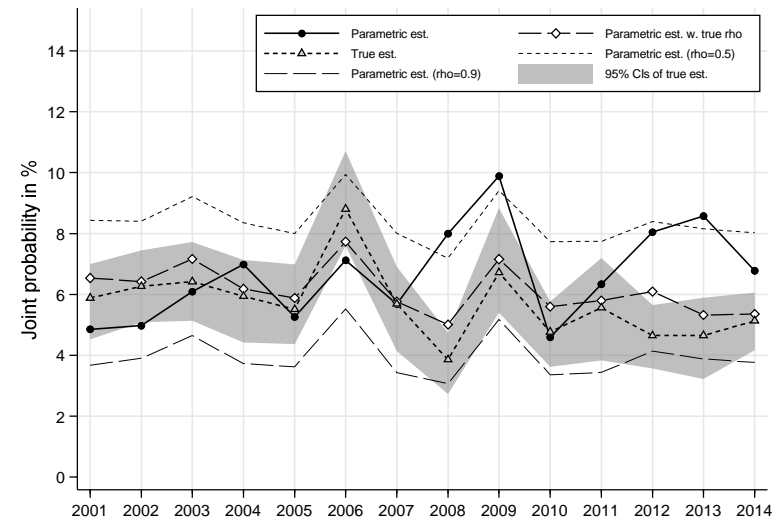 Parametric est.
Parametric est. w. true rho
True est.
Parametric est. (rho=0.5)
Parametric est. (rho=0.9)
95% CIs of true est.
Joint probability in %
14
12
10
8
6
4
2
0
2001 2002 2003 2004 2005 2006 2007 2008 2009 2010 2011 2012 2013 2014